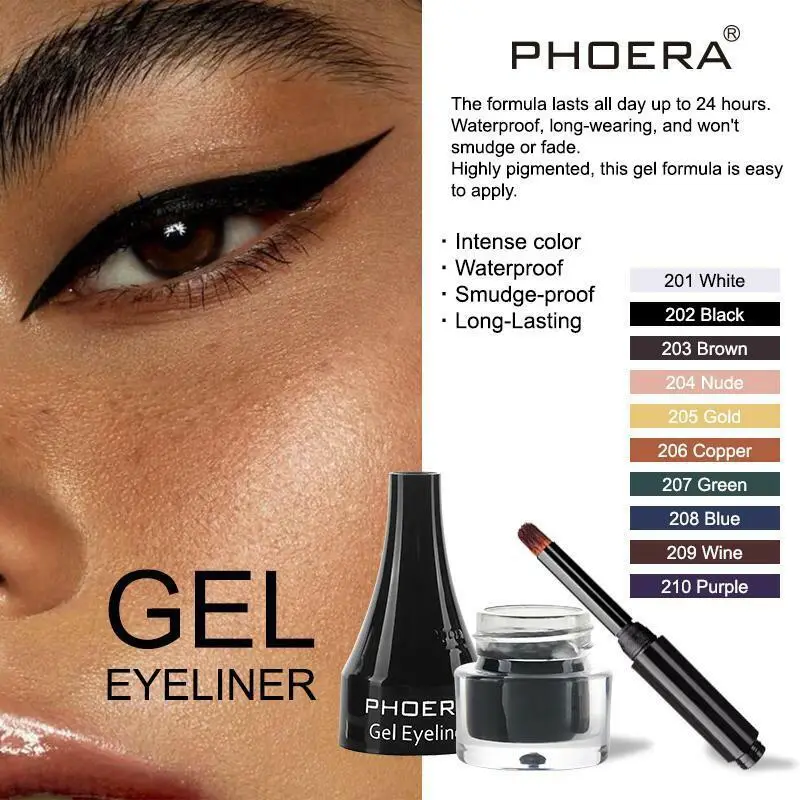 PHOERA®
The formula lasts all day up to 24 hours.
Waterproof, long-wearing, and won't
smudge or fade.
Highly pigmented, this gel formula is easy
to apply.
· Intense color
· Waterproof
· Smudge-proof
· Long-Lasting
201 White
202 Black
203 Brown
204 Nude
205 Gold
206 Copper
207 Green
208 Blue
209 Wine
210 Purple
GEL
EYELINER
PHOERA
Gel Eyeline